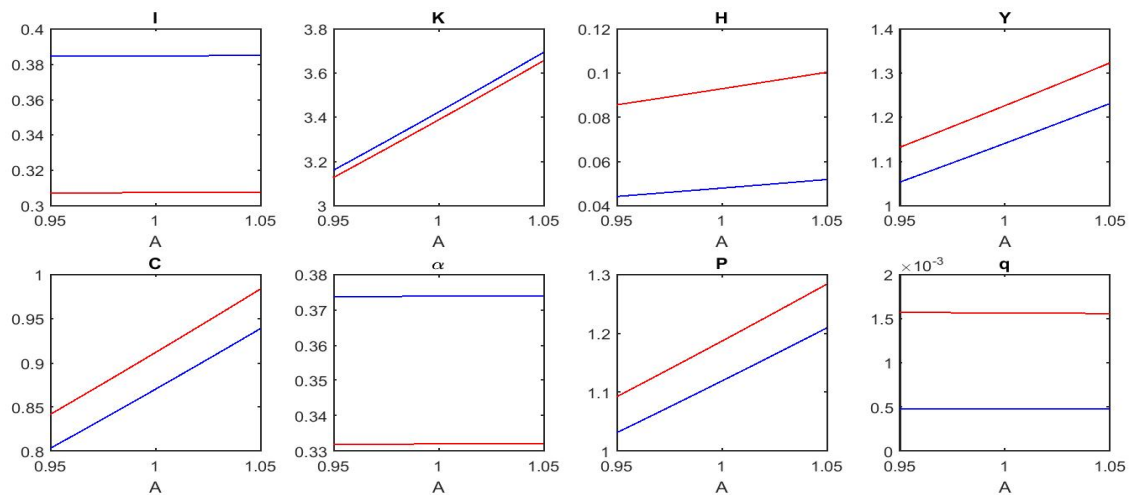 I
0.4
0.38
0.36
0.34
0.32
0.3
0.95 1 1.05
A
K
3.8
3.6
3.4
3.2
3
0.95 1 1.05
A
H
0.12
0.1
0.08
0.06
0.04
0.95 1 1.05
A
Y
1.4
1.3
1.2
1.1
1
0.95 1 1.05
A
C
1
0.95
0.9
0.85
0.8
0.95 1 1.05
A
α
0.38
0.37
0.36
0.35
0.34
0.33
0.95 1 1.05
A
P
1.3
1.2
1.1
1
0.95 1 1.05
A
q
×10⁻³
2
1.5
1
0.5
0
0.95 1 1.05
A